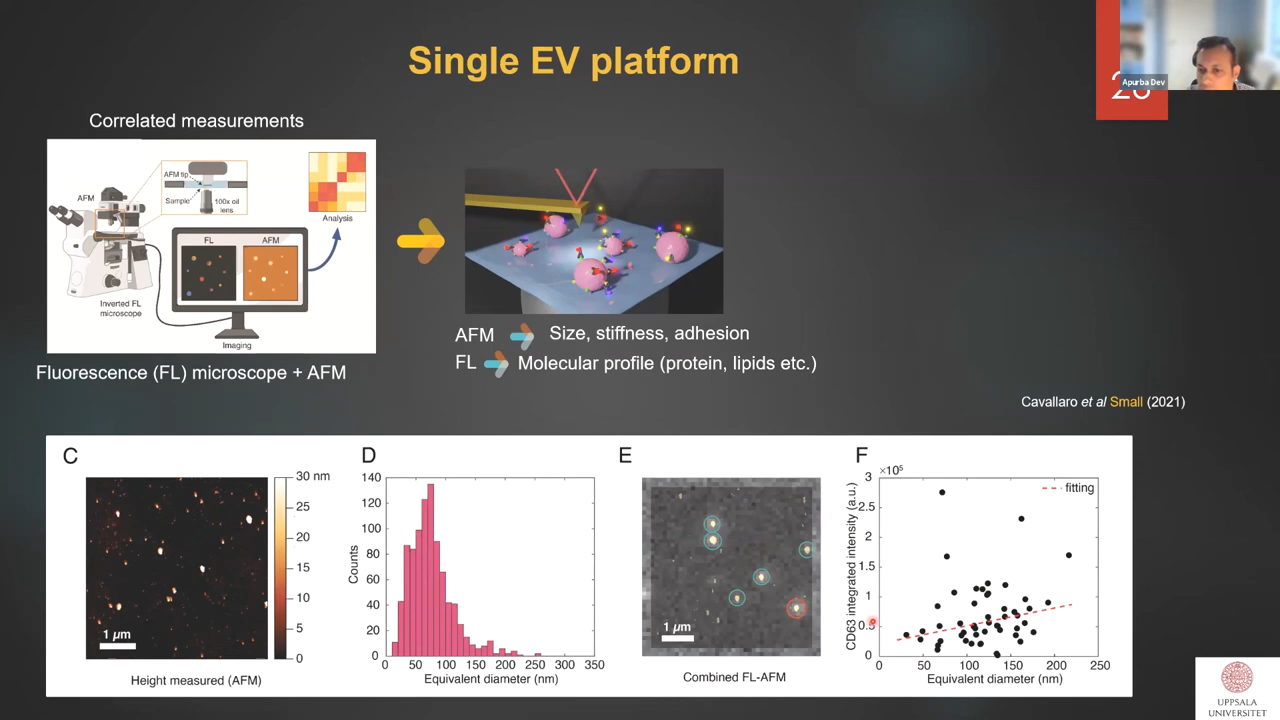 Single EV platform
Apurba Dev
Correlated measurements
AFM
AFM tip
Sample
100x oil
lens
Analysis
FL AFM
Inverted FL
microscope
Imaging
Fluorescence (FL) microscope + AFM
AFM Size, stiffness, adhesion
FL Molecular profile (protein, lipids etc.)
Cavallaro et al Small (2021)
C
30 nm
25
20
15
10
5
0
1 µm
Height measured (AFM)
D
140
120
100
80
60
40
20
0
Counts
0 50 100 150 200 250 300 350
Equivalent diameter (nm)
E
1 µm
Combined FL-AFM
F
×10⁵
3
2.5
2
1.5
1
0.5
0
CD63 integrated intensity (a.u.)
fitting
0 50 100 150 200 250
Equivalent diameter (nm)
UPPSALA
UNIVERSITET